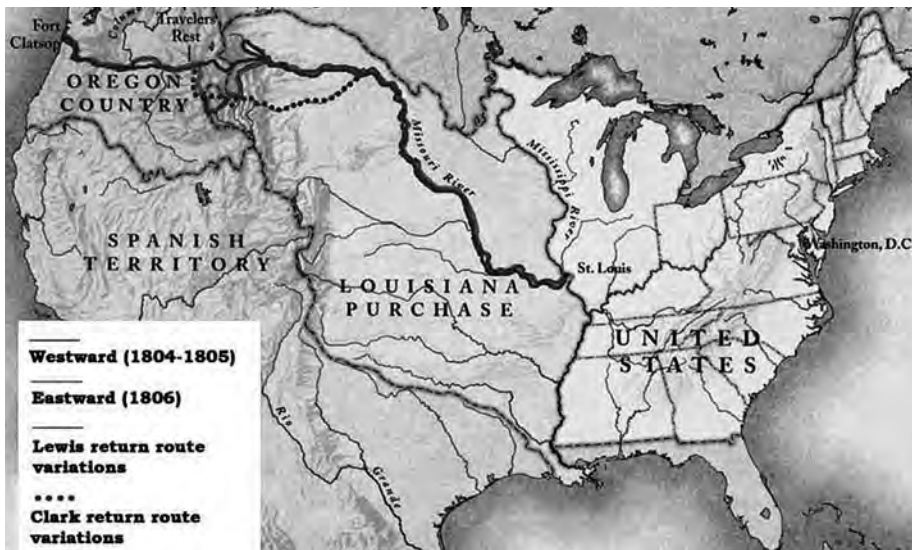 Fort
Clatsop
Travelers
Rest
OREGON
COUNTRY
Missouri River
Mississippi
River
Washington, D.C
SPANISH
TERRITORY
St. Louis
LOUISIANA
PURCHASE
UNITED
STATES
Westward (1804-1805)
Eastward (1806)
Lewis return route
variations
Clark return route
variations
Rio
Grande